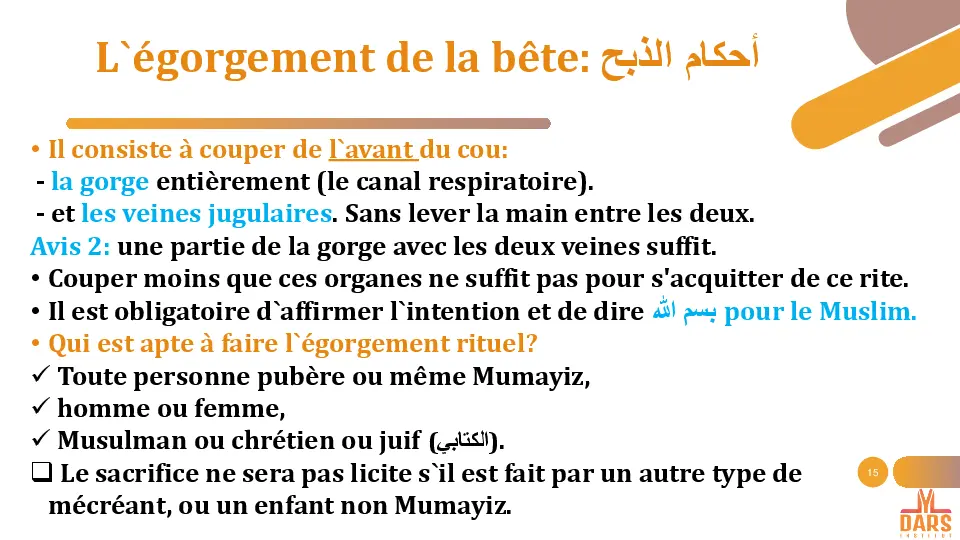 L`égorgement de la bête: أحكام الذبح
• Il consiste à couper de l`avant du cou:
- la gorge entièrement (le canal respiratoire).
- et les veines jugulaires. Sans lever la main entre les deux.
Avis 2: une partie de la gorge avec les deux veines suffit.
• Couper moins que ces organes ne suffit pas pour s'acquitter de ce rite.
• Il est obligatoire d`affirmer l`intention et de dire بسم الله pour le Muslim.
• Qui est apte à faire l`égorgement rituel?
✓ Toute personne pubère ou même Mumayiz,
✓ homme ou femme,
✓ Musulman ou chrétien ou juif (الكتابي).
❑ Le sacrifice ne sera pas licite s`il est fait par un autre type de
mécréant, ou un enfant non Mumayiz.
15
DARS
INSTITUT